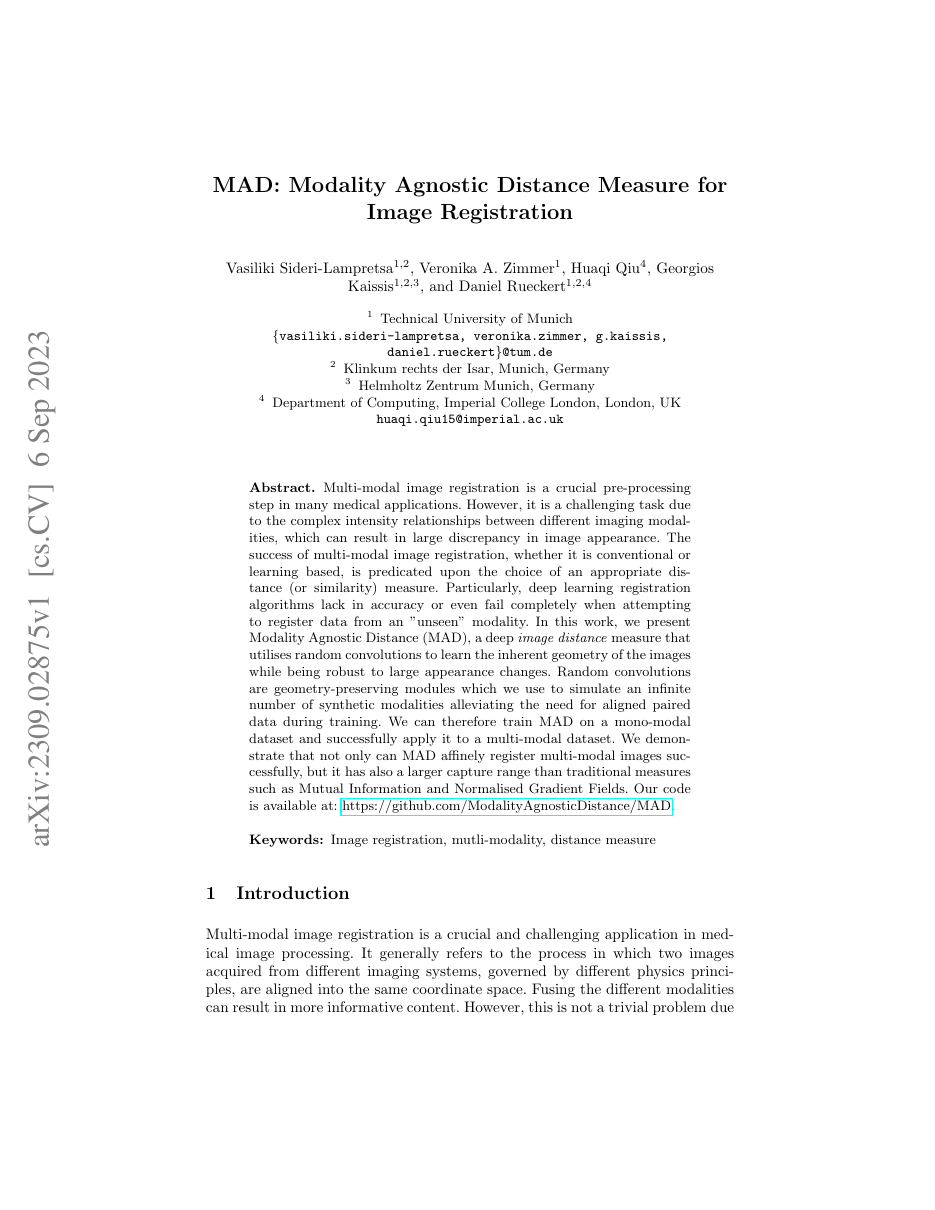 MAD: Modality Agnostic Distance Measure for
Image Registration
Vasiliki Sideri-Lampretsa1,2, Veronika A. Zimmer1, Huaqi Qiu4, Georgios
Kaissis1,2,3, and Daniel Rueckert1,2,4
1 Technical University of Munich
{vasiliki.sideri-lampretsa, veronika.zimmer, g.kaissis,
daniel.rueckert}@tum.de
2 Klinkum rechts der Isar, Munich, Germany
3 Helmholtz Zentrum Munich, Germany
4 Department of Computing, Imperial College London, London, UK
huaqi.qiu15@imperial.ac.uk
Abstract. Multi-modal image registration is a crucial pre-processing
step in many medical applications. However, it is a challenging task due
to the complex intensity relationships between different imaging modal-
ities, which can result in large discrepancy in image appearance. The
success of multi-modal image registration, whether it is conventional or
learning based, is predicated upon the choice of an appropriate dis-
tance (or similarity) measure. Particularly, deep learning registration
algorithms lack in accuracy or even fail completely when attempting
to register data from an "unseen" modality. In this work, we present
Modality Agnostic Distance (MAD), a deep image distance measure that
utilises random convolutions to learn the inherent geometry of the images
while being robust to large appearance changes. Random convolutions
are geometry-preserving modules which we use to simulate an infinite
number of synthetic modalities alleviating the need for aligned paired
data during training. We can therefore train MAD on a mono-modal
dataset and successfully apply it to a multi-modal dataset. We demon-
strate that not only can MAD affinely register multi-modal images suc-
cessfully, but it has also a larger capture range than traditional measures
such as Mutual Information and Normalised Gradient Fields. Our code
is available at: https://github.com/ModalityAgnosticDistance/MAD.
Keywords: Image registration, mutli-modality, distance measure
1 Introduction
Multi-modal image registration is a crucial and challenging application in med-
ical image processing. It generally refers to the process in which two images
acquired from different imaging systems, governed by different physics princi-
ples, are aligned into the same coordinate space. Fusing the different modalities
can result in more informative content. However, this is not a trivial problem due
arXiv:2309.02875v1 [cs.CV] 6 Sep 2023